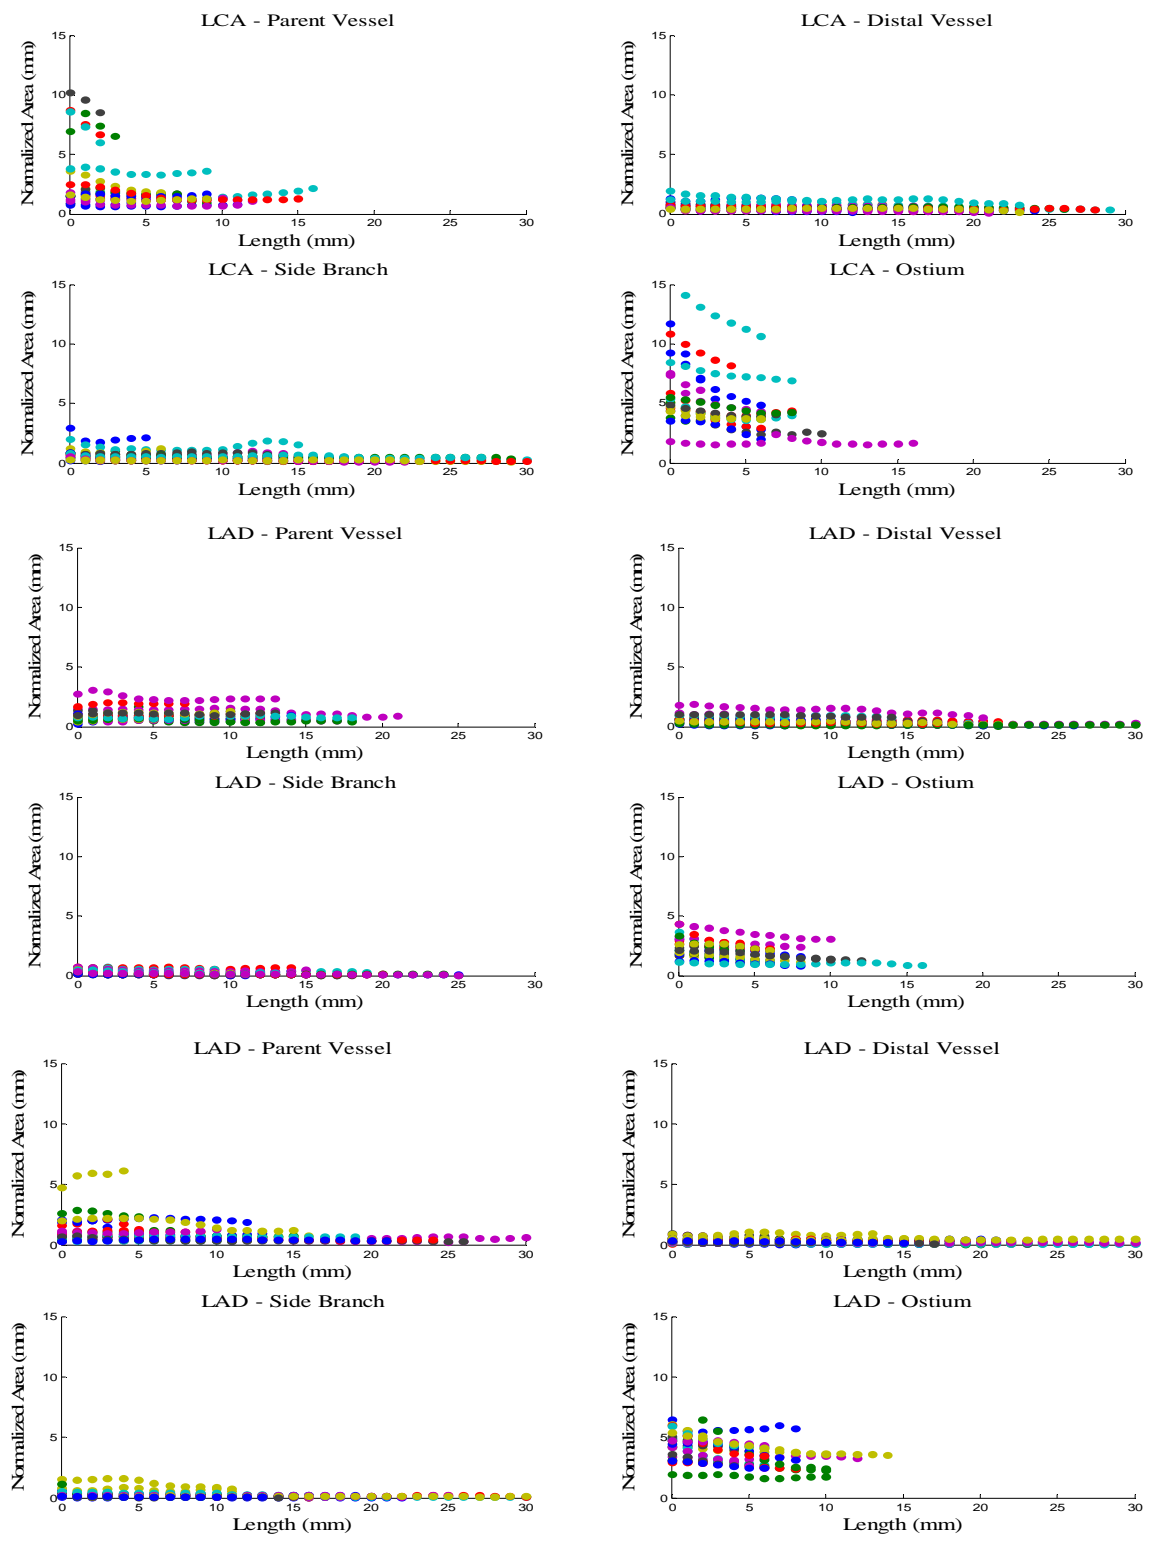 LCA - Parent Vessel
15
10
5
0
Normalized Area (mm)
0 5 10 15 20 25 30
Length (mm)
LCA - Distal Vessel
15
10
5
0
Normalized Area (mm)
0 5 10 15 20 25 30
Length (mm)
LCA - Side Branch
15
10
5
0
Normalized Area (mm)
0 5 10 15 20 25 30
Length (mm)
LCA - Ostium
15
10
5
0
Normalized Area (mm)
0 5 10 15 20 25 30
Length (mm)
LAD - Parent Vessel
15
10
5
0
Normalized Area (mm)
0 5 10 15 20 25 30
Length (mm)
LAD - Distal Vessel
15
10
5
0
Normalized Area (mm)
0 5 10 15 20 25 30
Length (mm)
LAD - Side Branch
15
10
5
0
Normalized Area (mm)
0 5 10 15 20 25 30
Length (mm)
LAD - Ostium
15
10
5
0
Normalized Area (mm)
0 5 10 15 20 25 30
Length (mm)
LAD - Parent Vessel
15
10
5
0
Normalized Area (mm)
0 5 10 15 20 25 30
Length (mm)
LAD - Distal Vessel
15
10
5
0
Normalized Area (mm)
0 5 10 15 20 25 30
Length (mm)
LAD - Side Branch
15
10
5
0
Normalized Area (mm)
0 5 10 15 20 25 30
Length (mm)
LAD - Ostium
15
10
5
0
Normalized Area (mm)
0 5 10 15 20 25 30
Length (mm)